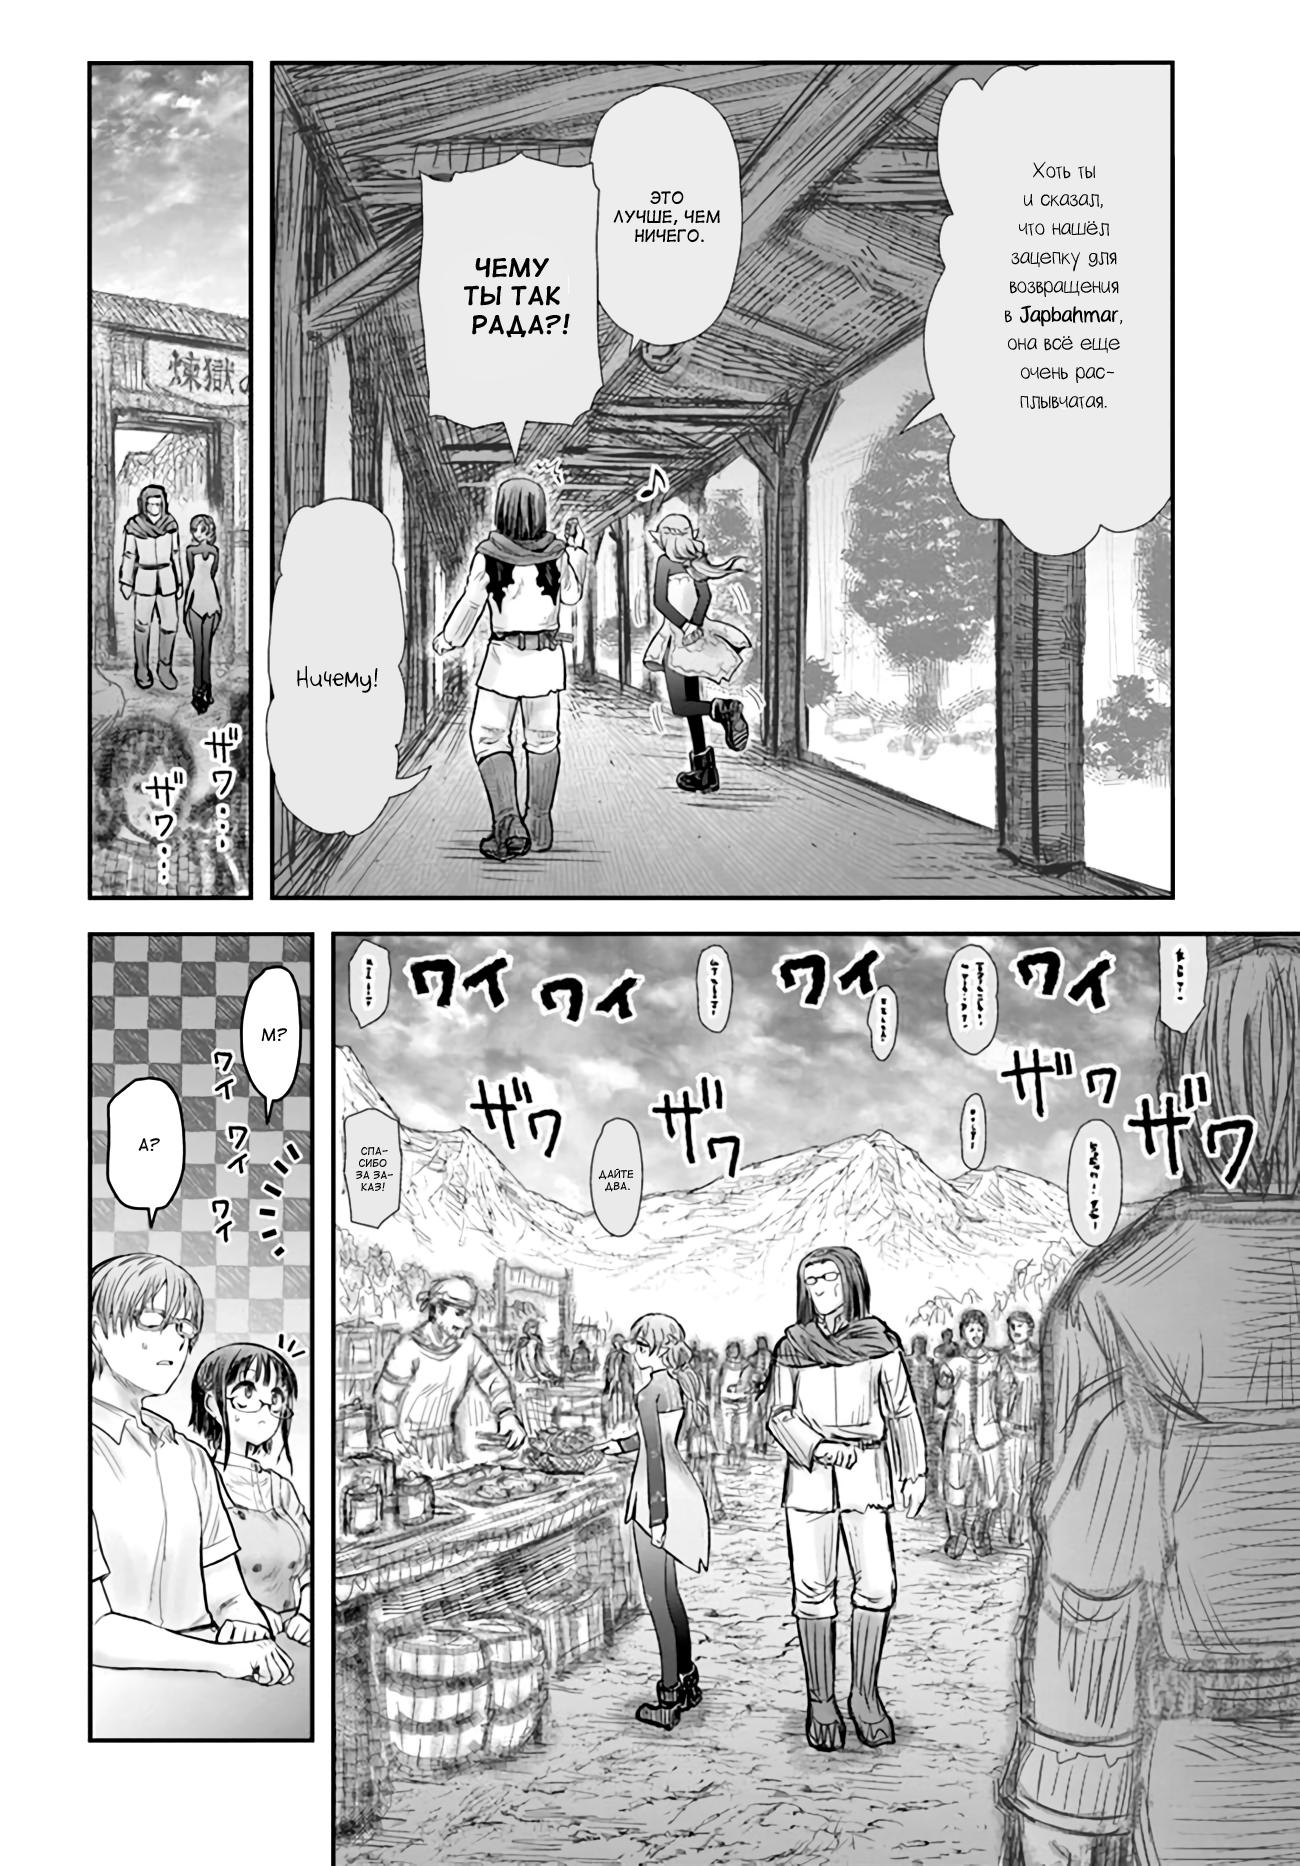 Хоть ты
и сказал,
что нашёл
зацепку для
возвращения
в Japbahmar,
она всё еще
очень рас-
плывчатая.
ЭТО
ЛУЧШЕ, ЧЕМ
НИЧЕГО.
ЧЕМУ
ТЫ ТАК
РАДА?!
Ничему!
煉獄の
ザワ...
ザワ...
ワイ
ワイ
ワイ
ワイ
ザワ
ザワ
ザワ
ザワ
ДАЙТЕ
ДВА.
СПА-
СИБО
ЗА ЗА-
КАЗ!
М?
А?
ワイ
ワイ
ワイ